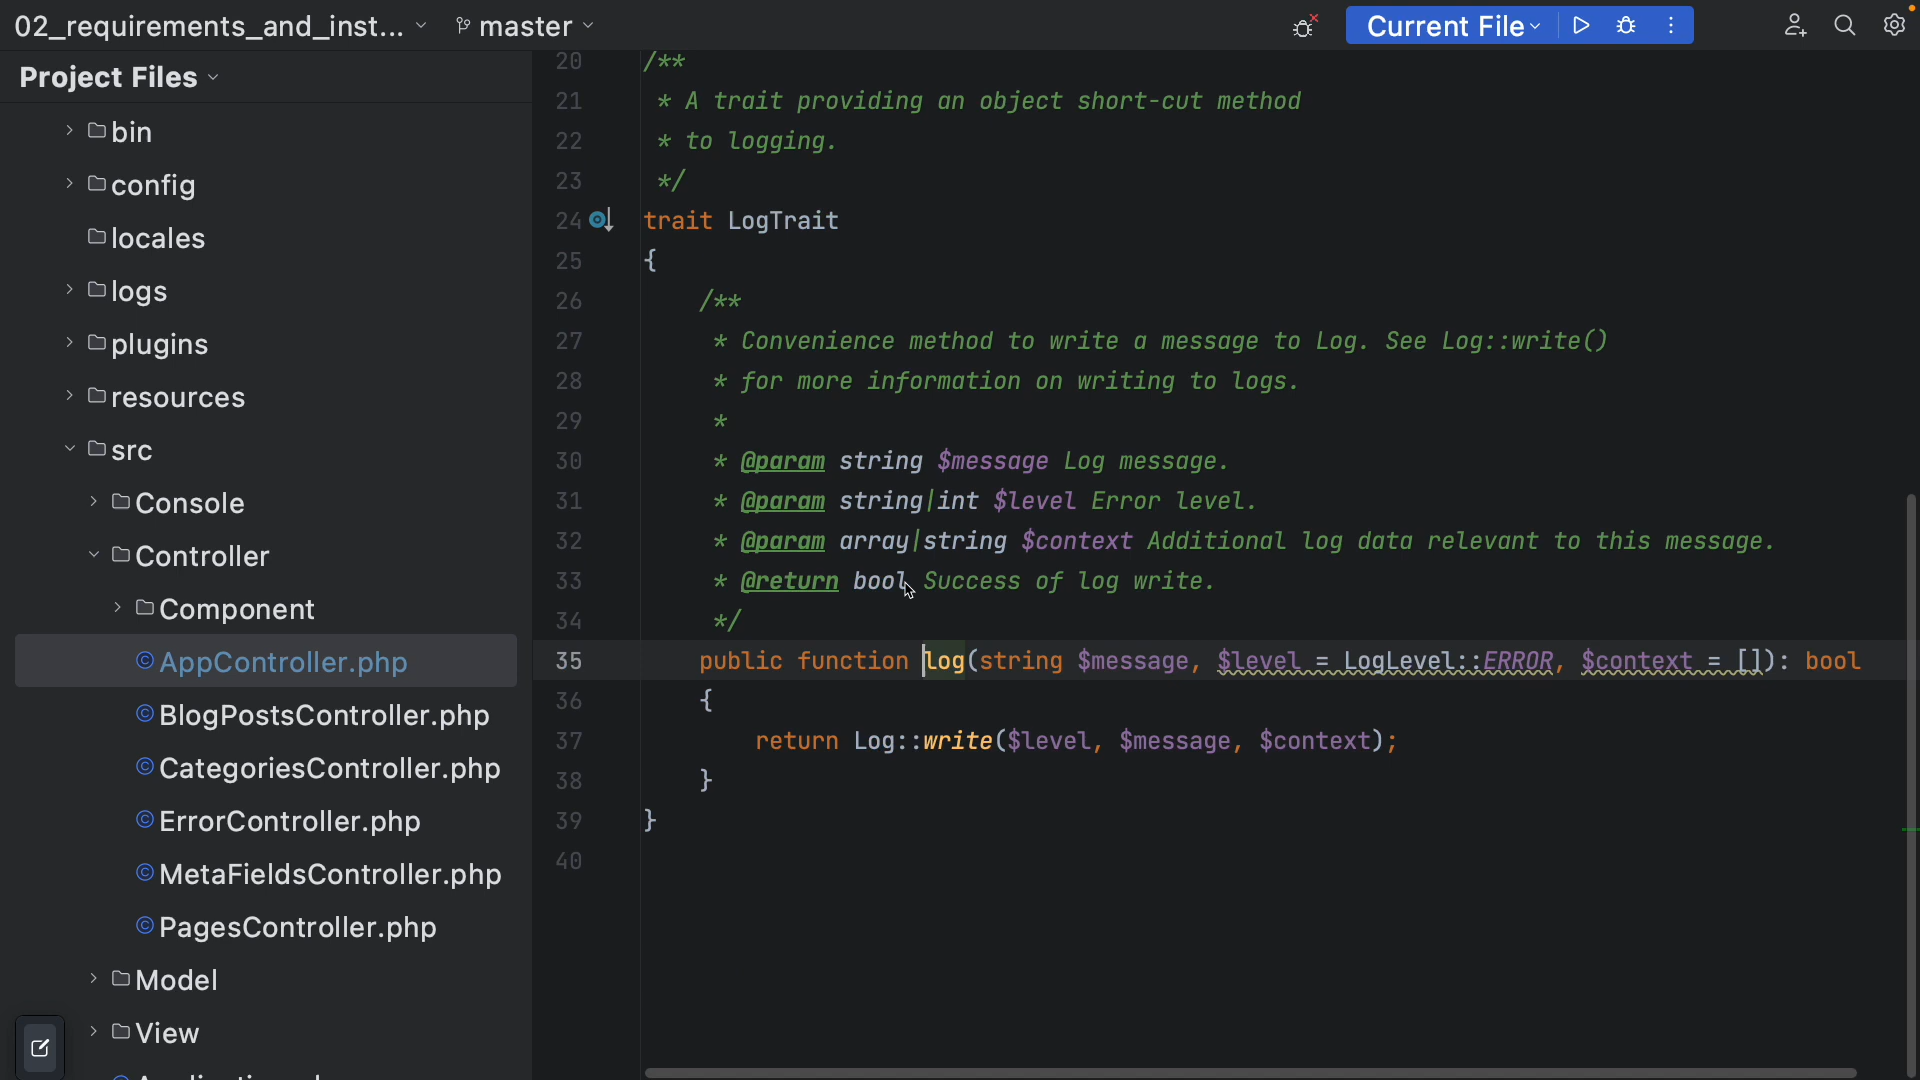 02_requirements_and_inst...
master
Current File
Project Files
bin
config
locales
logs
plugins
resources
src
Console
Controller
Component
AppController.php
BlogPostsController.php
CategoriesController.php
ErrorController.php
MetaFieldsController.php
PagesController.php
Model
View
20 /**
21 * A trait providing an object short-cut method
22 * to logging.
23 */
24 trait LogTrait
25 {
26 /**
27 * Convenience method to write a message to Log. See Log::write()
28 * for more information on writing to logs.
29 *
30 * @param string $message Log message.
31 * @param string|int $level Error level.
32 * @param array|string $context Additional log data relevant to this message.
33 * @return bool Success of log write.
34 */
35 public function log(string $message, $level = LogLevel::ERROR, $context = []): bool
36 {
37 return Log::write($level, $message, $context);
38 }
39 }
40